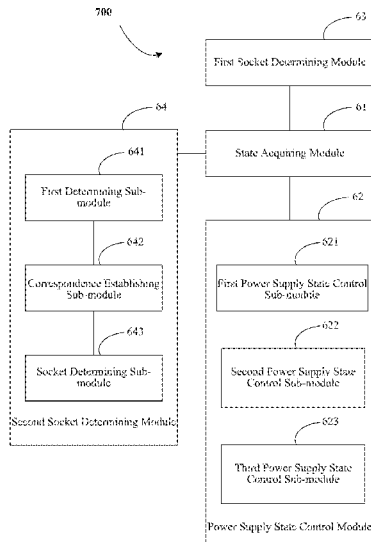 700
63
First Socket Determining Module
64
61
State Acquiring Module
641
First Determining Sub-
module
62
621
First Power Supply State Control
Sub-module
642
Correspondence Establishing
Sub-module
622
Second Power Supply State
Control Sub-module
643
Socket Determining Sub-
module
Second Socket Determining Module
623
Third Power Supply State
Control Sub-module
Power Supply State Control Module